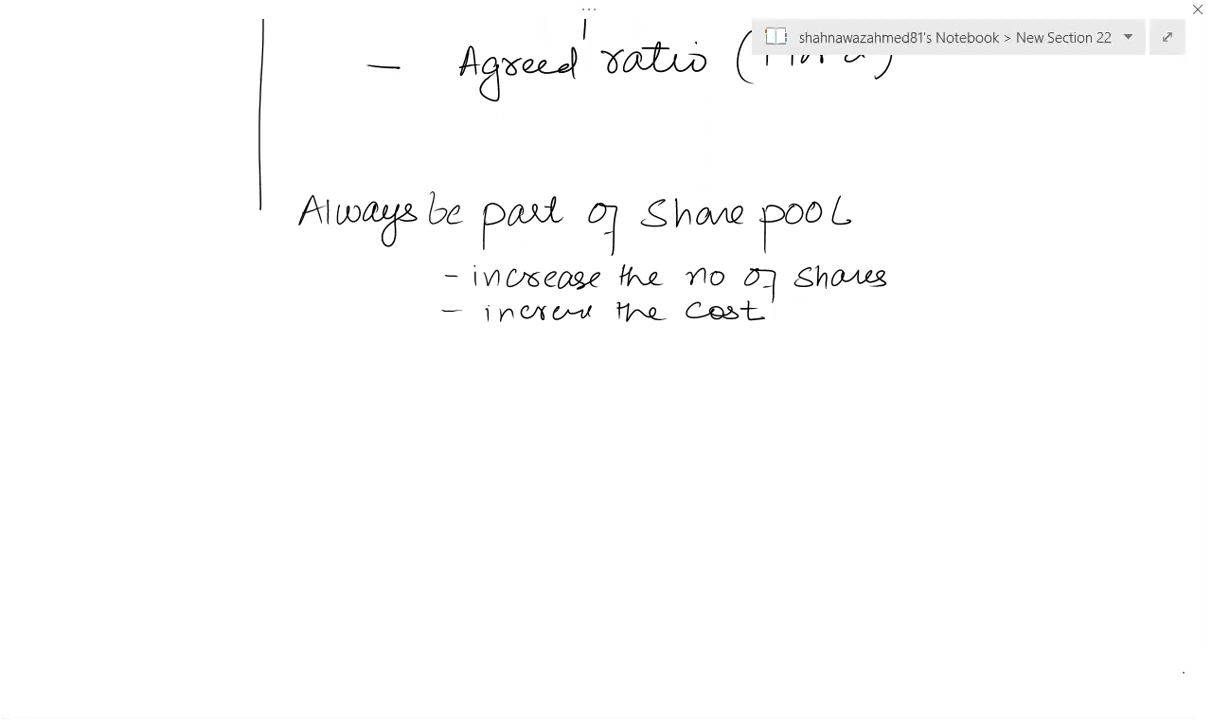 shahnawazahmed81's Notebook > New Section 22
- Agreed ratio (
Always be part of share pool
- increase the no of shares
- increase the cost